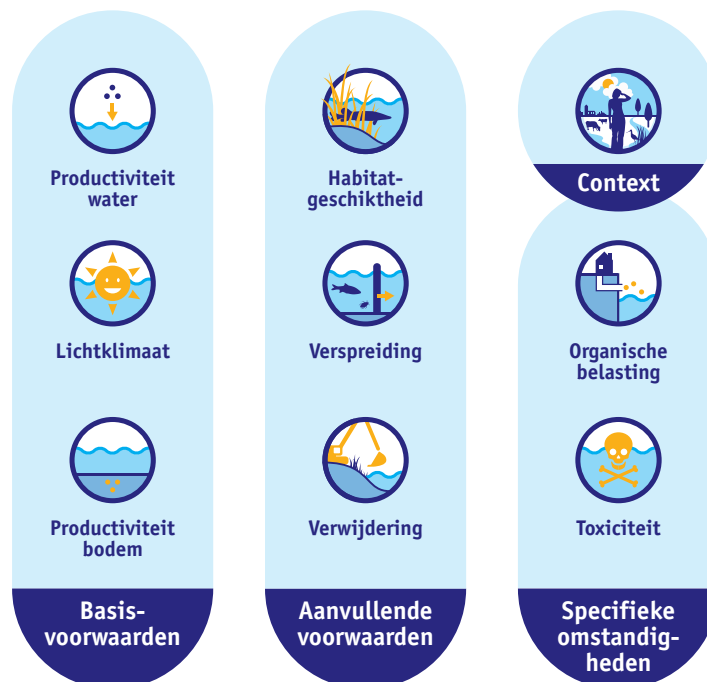 Productiviteit
water
Lichtklimaat
Productiviteit
bodem
Basis-
voorwaarden
Habitat-
geschiktheid
Verspreiding
Verwijdering
Aanvullende
voorwaarden
Context
Organische
belasting
Toxiciteit
Specifieke
omstandig-
heden